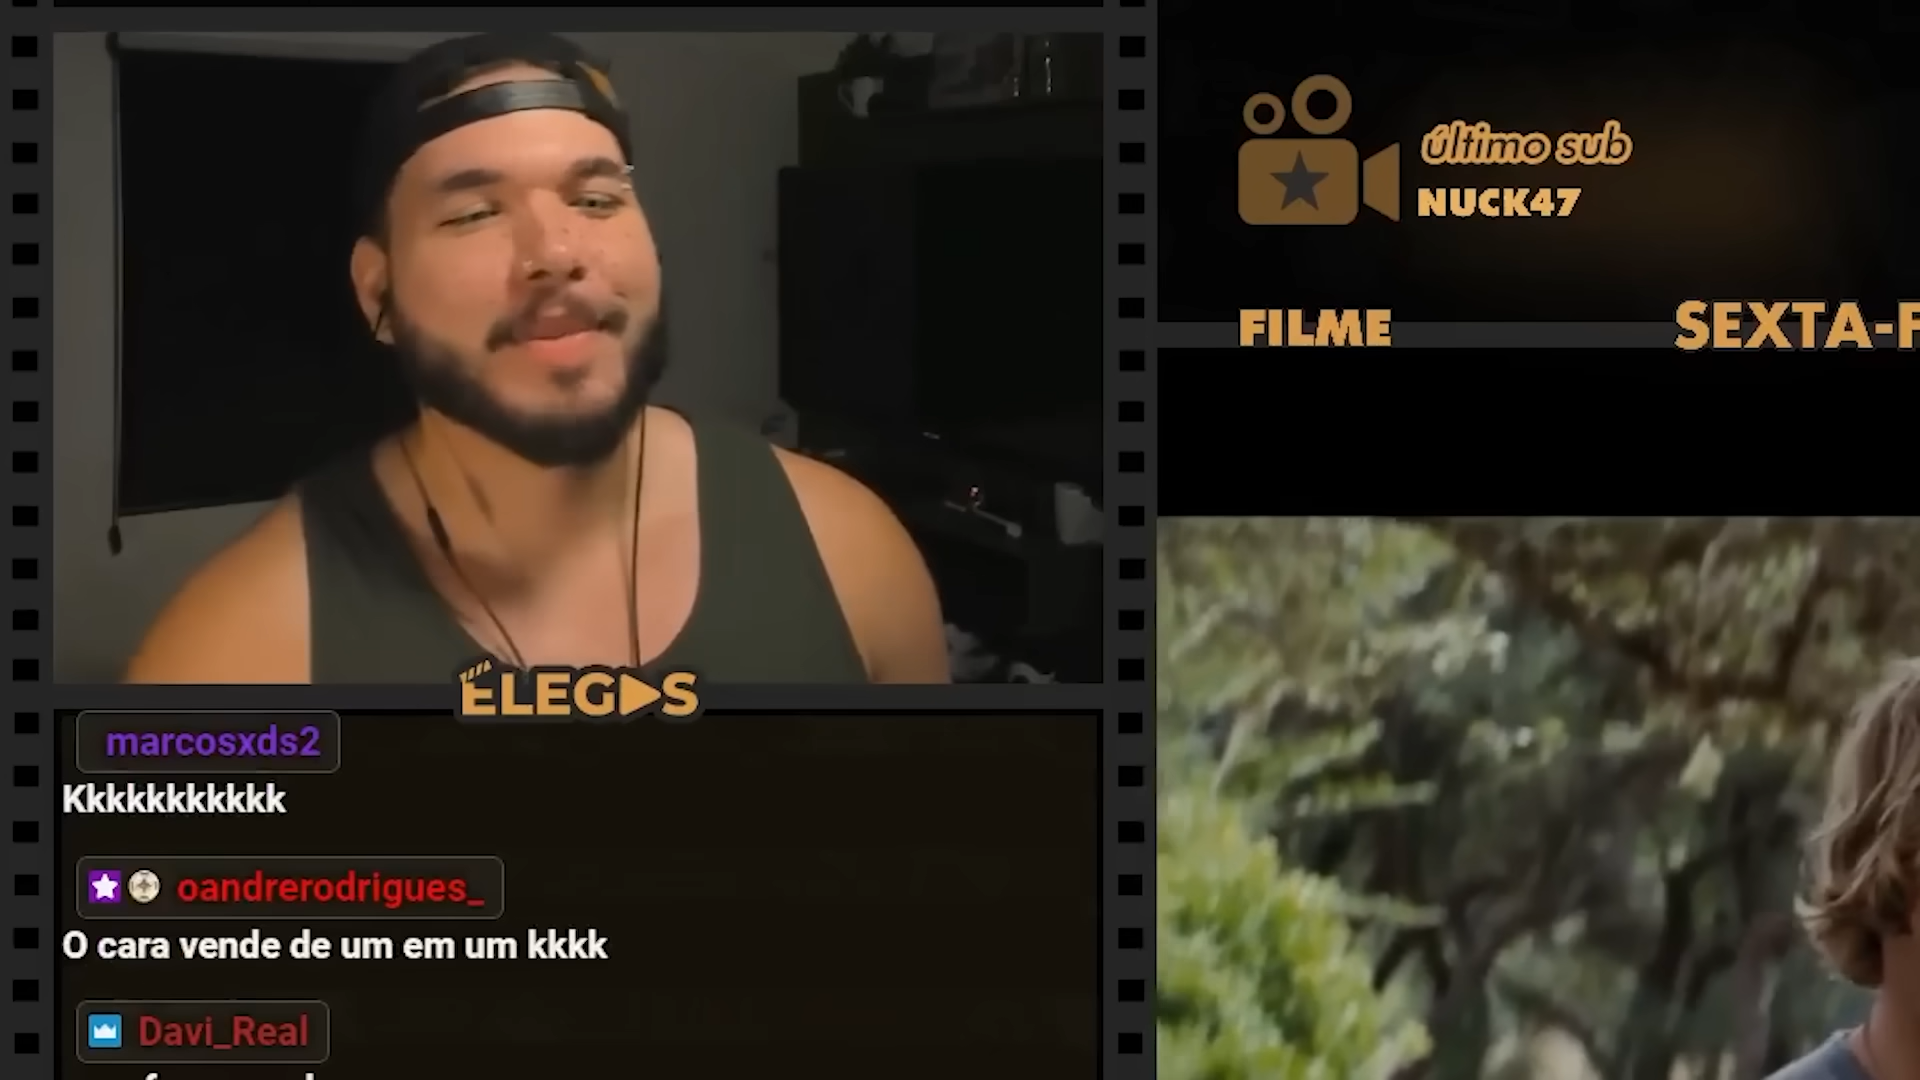 último sub
NUCK47
FILME
SEXTA-F
ELEGOS
marcosxds2
Kkkkkkkkkkk
oandrerodrigues_
O cara vende de um em um kkkk
Davi_Real